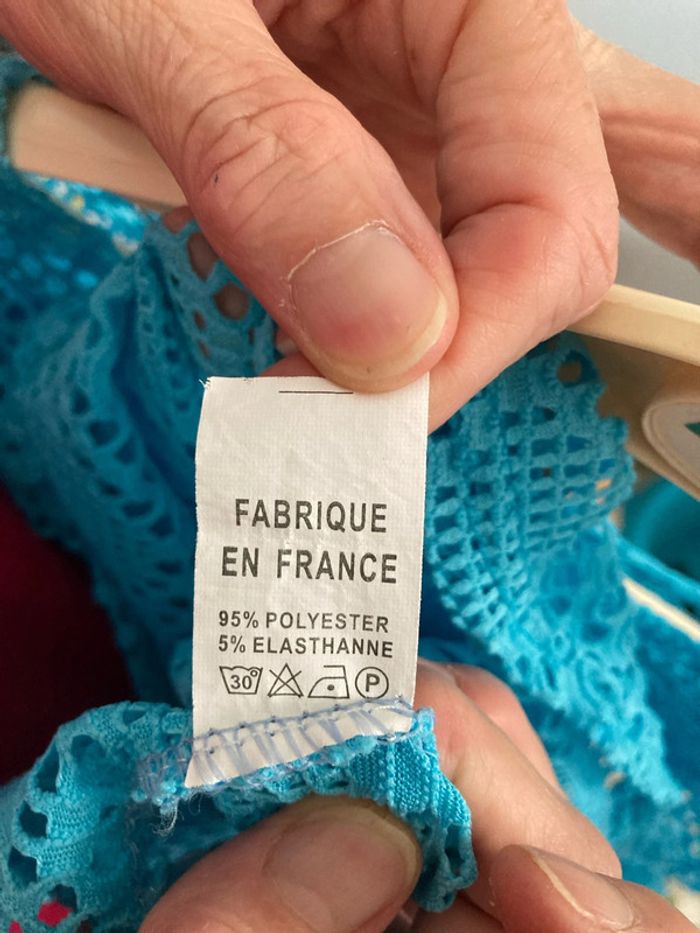 FABRIQUE
EN FRANCE
95% POLYESTER
5% ELASTHANNE
30° P